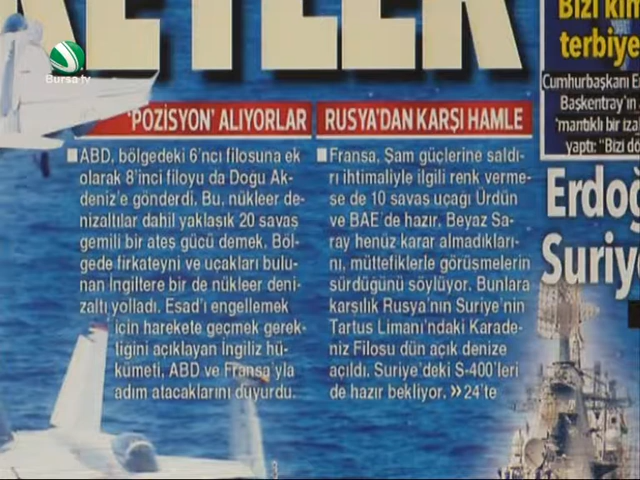 Bursa tv
'POZİSYON' ALIYORLAR
ABD, bölgedeki 6'ncı filosuna ek
olarak 8'inci filoyu da Doğu Ak-
deniz'e gönderdi. Bu, nükleer de-
nizaltılar dahil yaklaşık 20 savaş
gemili bir ateş gücü demek. Böl-
gede firkateyni ve uçakları bulu-
nan İngiltere bir de nükleer deni-
zaltı yolladı. Esad'ı engellemek
için harekete geçmek gerek-
liğini açıklayan İngiliz hü-
kümeti, ABD ve Fransa'yla
adım atacaklarını duyurdu.
RUSYA'DAN KARŞI HAMLE
Fransa, Şam güçlerine saldı-
rı ihtimaliyle ilgili renk verme-
se de 10 savaş uçağı Ürdün
ve BAE'de hazır. Beyaz Sa-
ray henüz karar almadıkları-
nı, müttefiklerle görüşmelerin
sürdüğünü söylüyor. Bunlara
karşılık Rusya'nın Suriye'nin
Tartus Limanı'ndaki Karade-
niz Filosu dün açık denize
açıldı. Suriye'deki S-400'leri
de hazır bekliyor. »24'te
Bizi
terbiye
Cumhurbaşkanı
Başkentray'ın
'mantıklı bir
yaptı: "Bizi
Erdoğ
Suriy